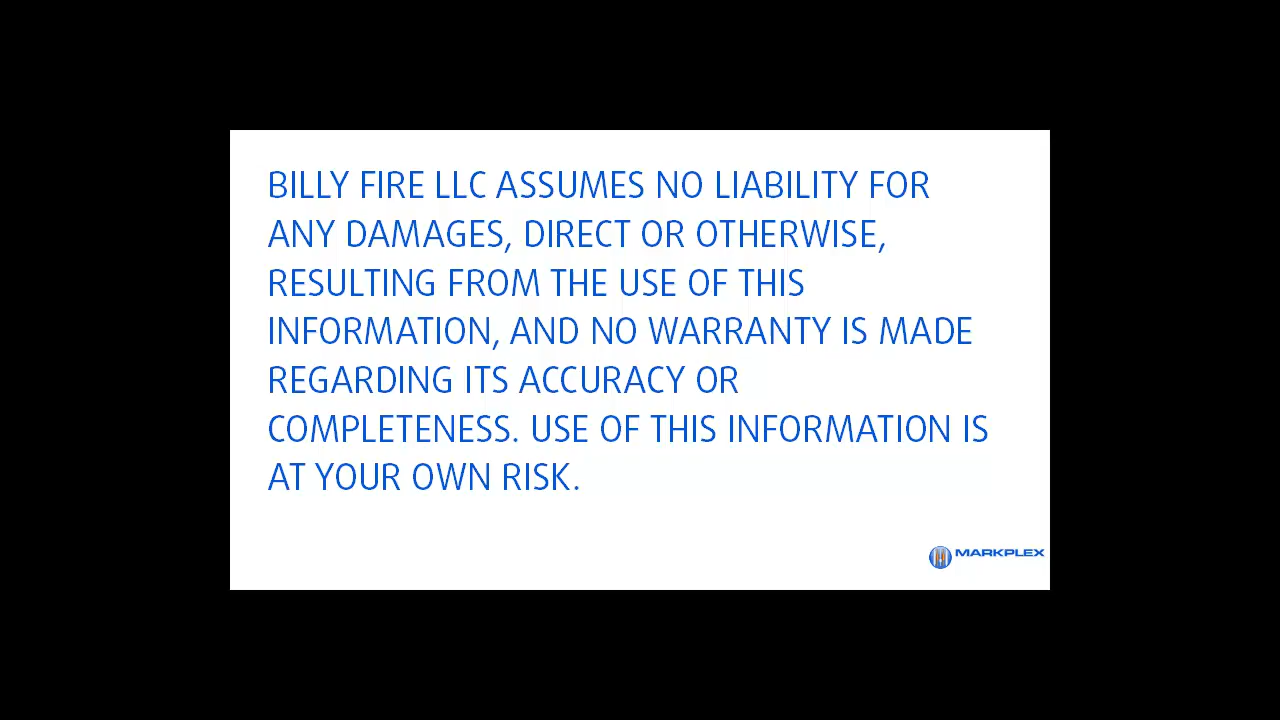 BILLY FIRE LLC ASSUMES NO LIABILITY FOR
ANY DAMAGES, DIRECT OR OTHERWISE,
RESULTING FROM THE USE OF THIS
INFORMATION, AND NO WARRANTY IS MADE
REGARDING ITS ACCURACY OR
COMPLETENESS. USE OF THIS INFORMATION IS
AT YOUR OWN RISK.
MARKPLEX